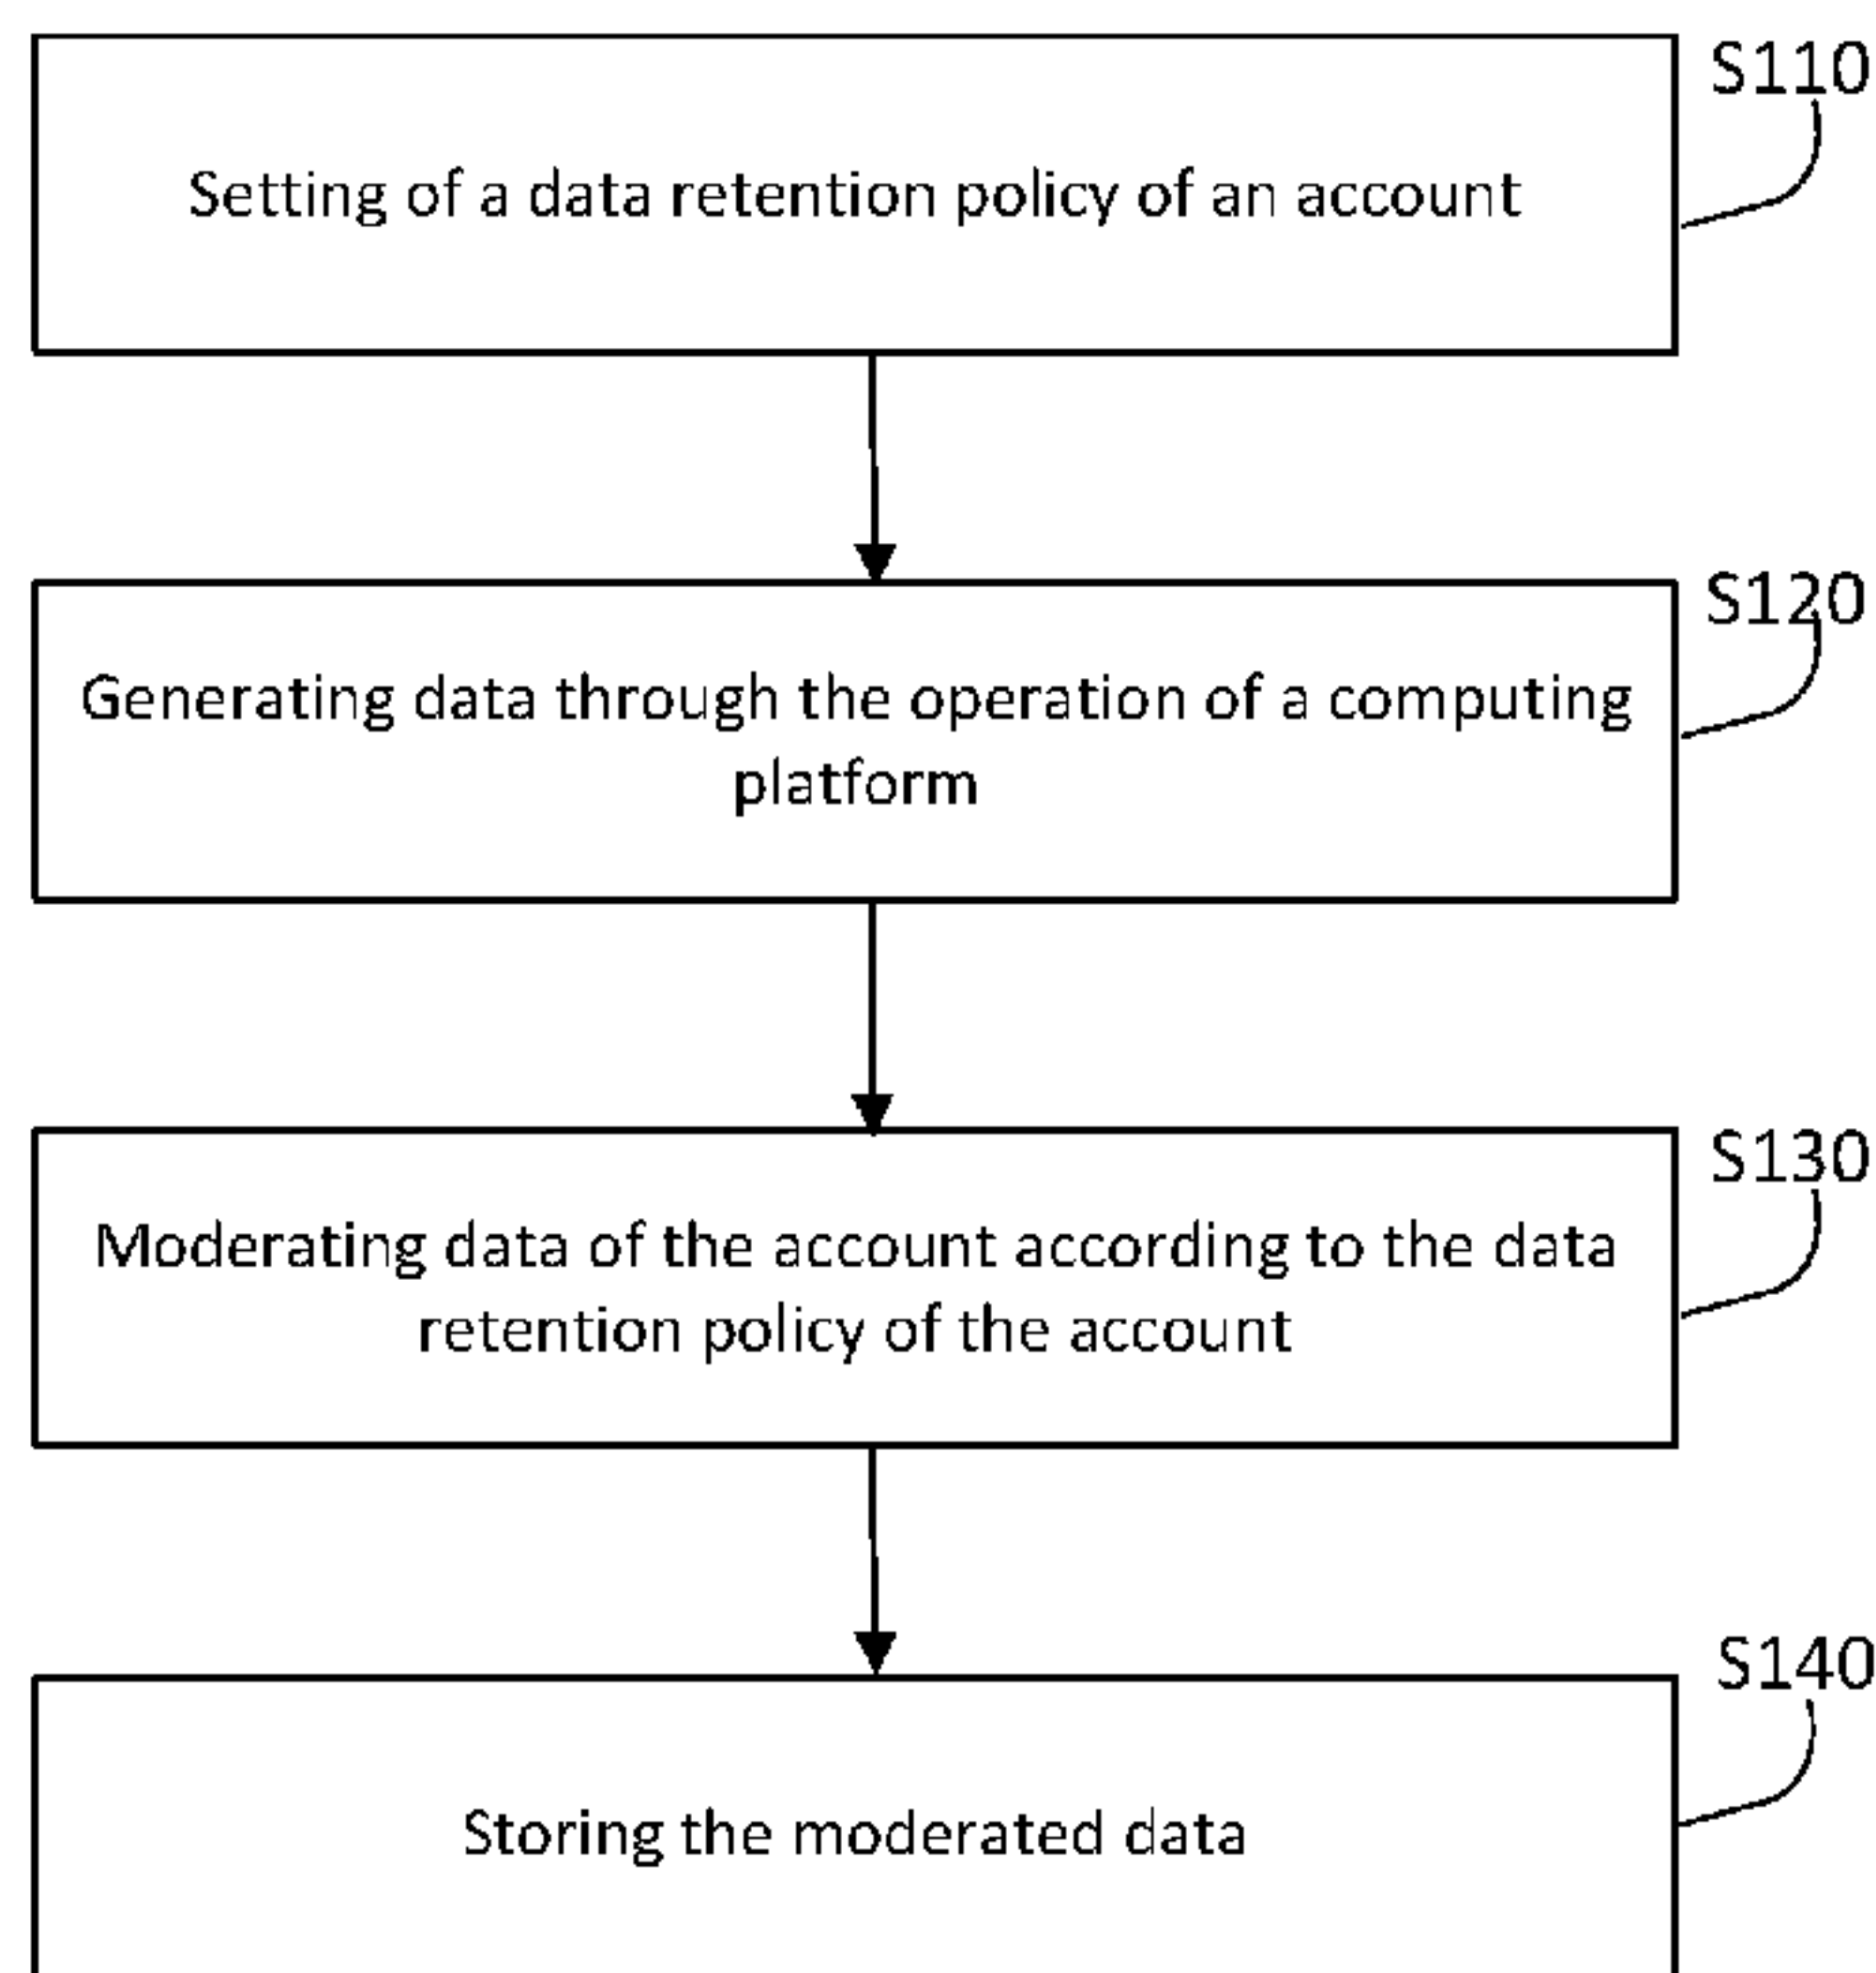 S110
Setting of a data retention policy of an account
S120
Generating data through the operation of a computing
platform
S130
Moderating data of the account according to the data
retention policy of the account
S140
Storing the moderated data